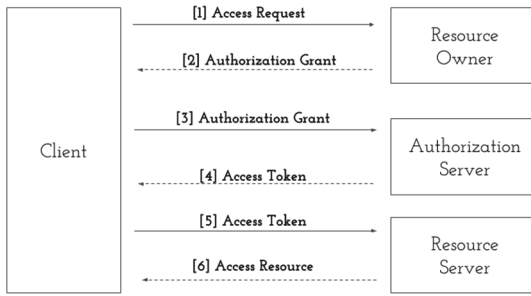 [1] Access Request
Resource
Owner
[2] Authorization Grant
[3] Authorization Grant
Client
Authorization
Server
[4] Access Token
[5] Access Token
Resource
Server
[6] Access Resource